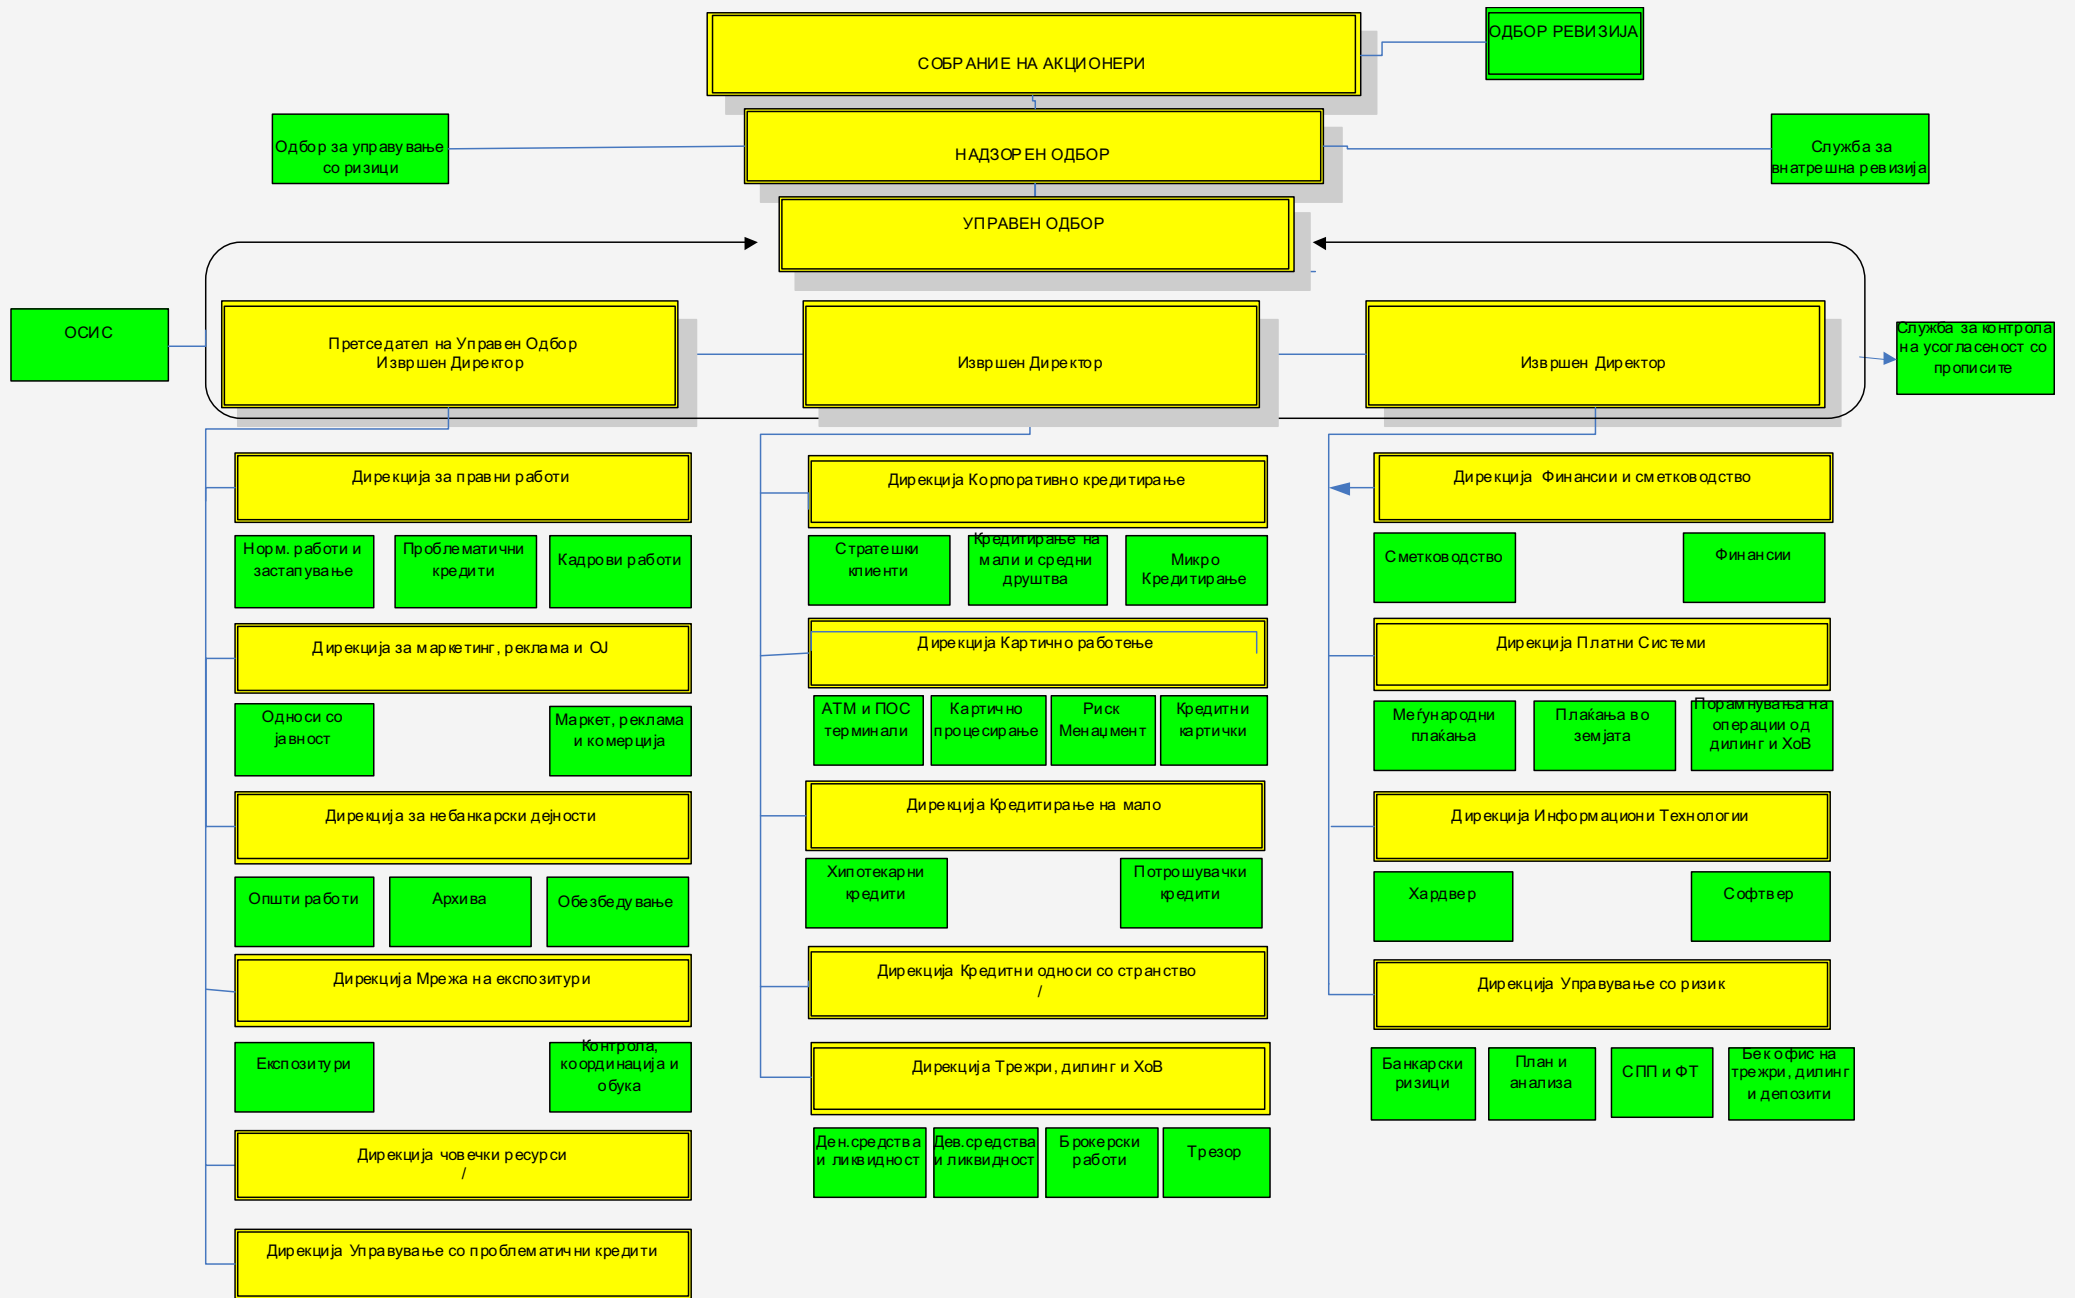 СОБРАНИЕ НА АКЦИОНЕРИ
ОДБОР РЕВИЗИЈА
Одбор за управување
со ризици
НАДЗОРЕН ОДБОР
Служба за
внатрешна ревизија
УПРАВЕН ОДБОР
ОСИС
Претседател на Управен Одбор
Извршен Директор
Извршен Директор
Извршен Директор
Служба за контрола
на усогласеност со
прописите
Дирекција за правни работи
Норм. работи и
застапување
Проблематични
кредити
Кадрови работи
Дирекција за маркетинг, реклама и ОЈ
Односи со
јавност
Маркет, реклама
и комерција
Дирекција за небанкарски дејности
Општи работи
Архива
Обезбедување
Дирекција Мрежа на експозитури
Експозитури
Контрола,
координација и
обука
Дирекција човечки ресурси
/
Дирекција Управување со проблематични кредити
Дирекција Корпоративно кредитирање
Стратешки
клиенти
Кредитирање на
мали и средни
друштва
Микро
Кредитирање
Дирекција Картично работење
АТМ и ПОС
терминали
Картично
процесирање
Риск
Менаџмент
Кредитни
картички
Дирекција Кредитирање на мало
Хипотекарни
кредити
Потрошувачки
кредити
Дирекција Кредитни односи со странство
/
Дирекција Трежри, дилинг и ХоВ
Ден.средства
и ликвидност
Дев.средства
и ликвидност
Брокерски
работи
Трезор
Дирекција Финансии и сметководство
Сметководство
Финансии
Дирекција Платни Системи
Меѓународни
плаќања
Плаќања во
земјата
Порамнувања на
операции од
дилинг и ХоВ
Дирекција Информациони Технологии
Хардвер
Софтвер
Дирекција Управување со ризик
Банкарски
ризици
План и
анализа
СПП и ФТ
Бек офис на
трежри, дилинг
и депозити